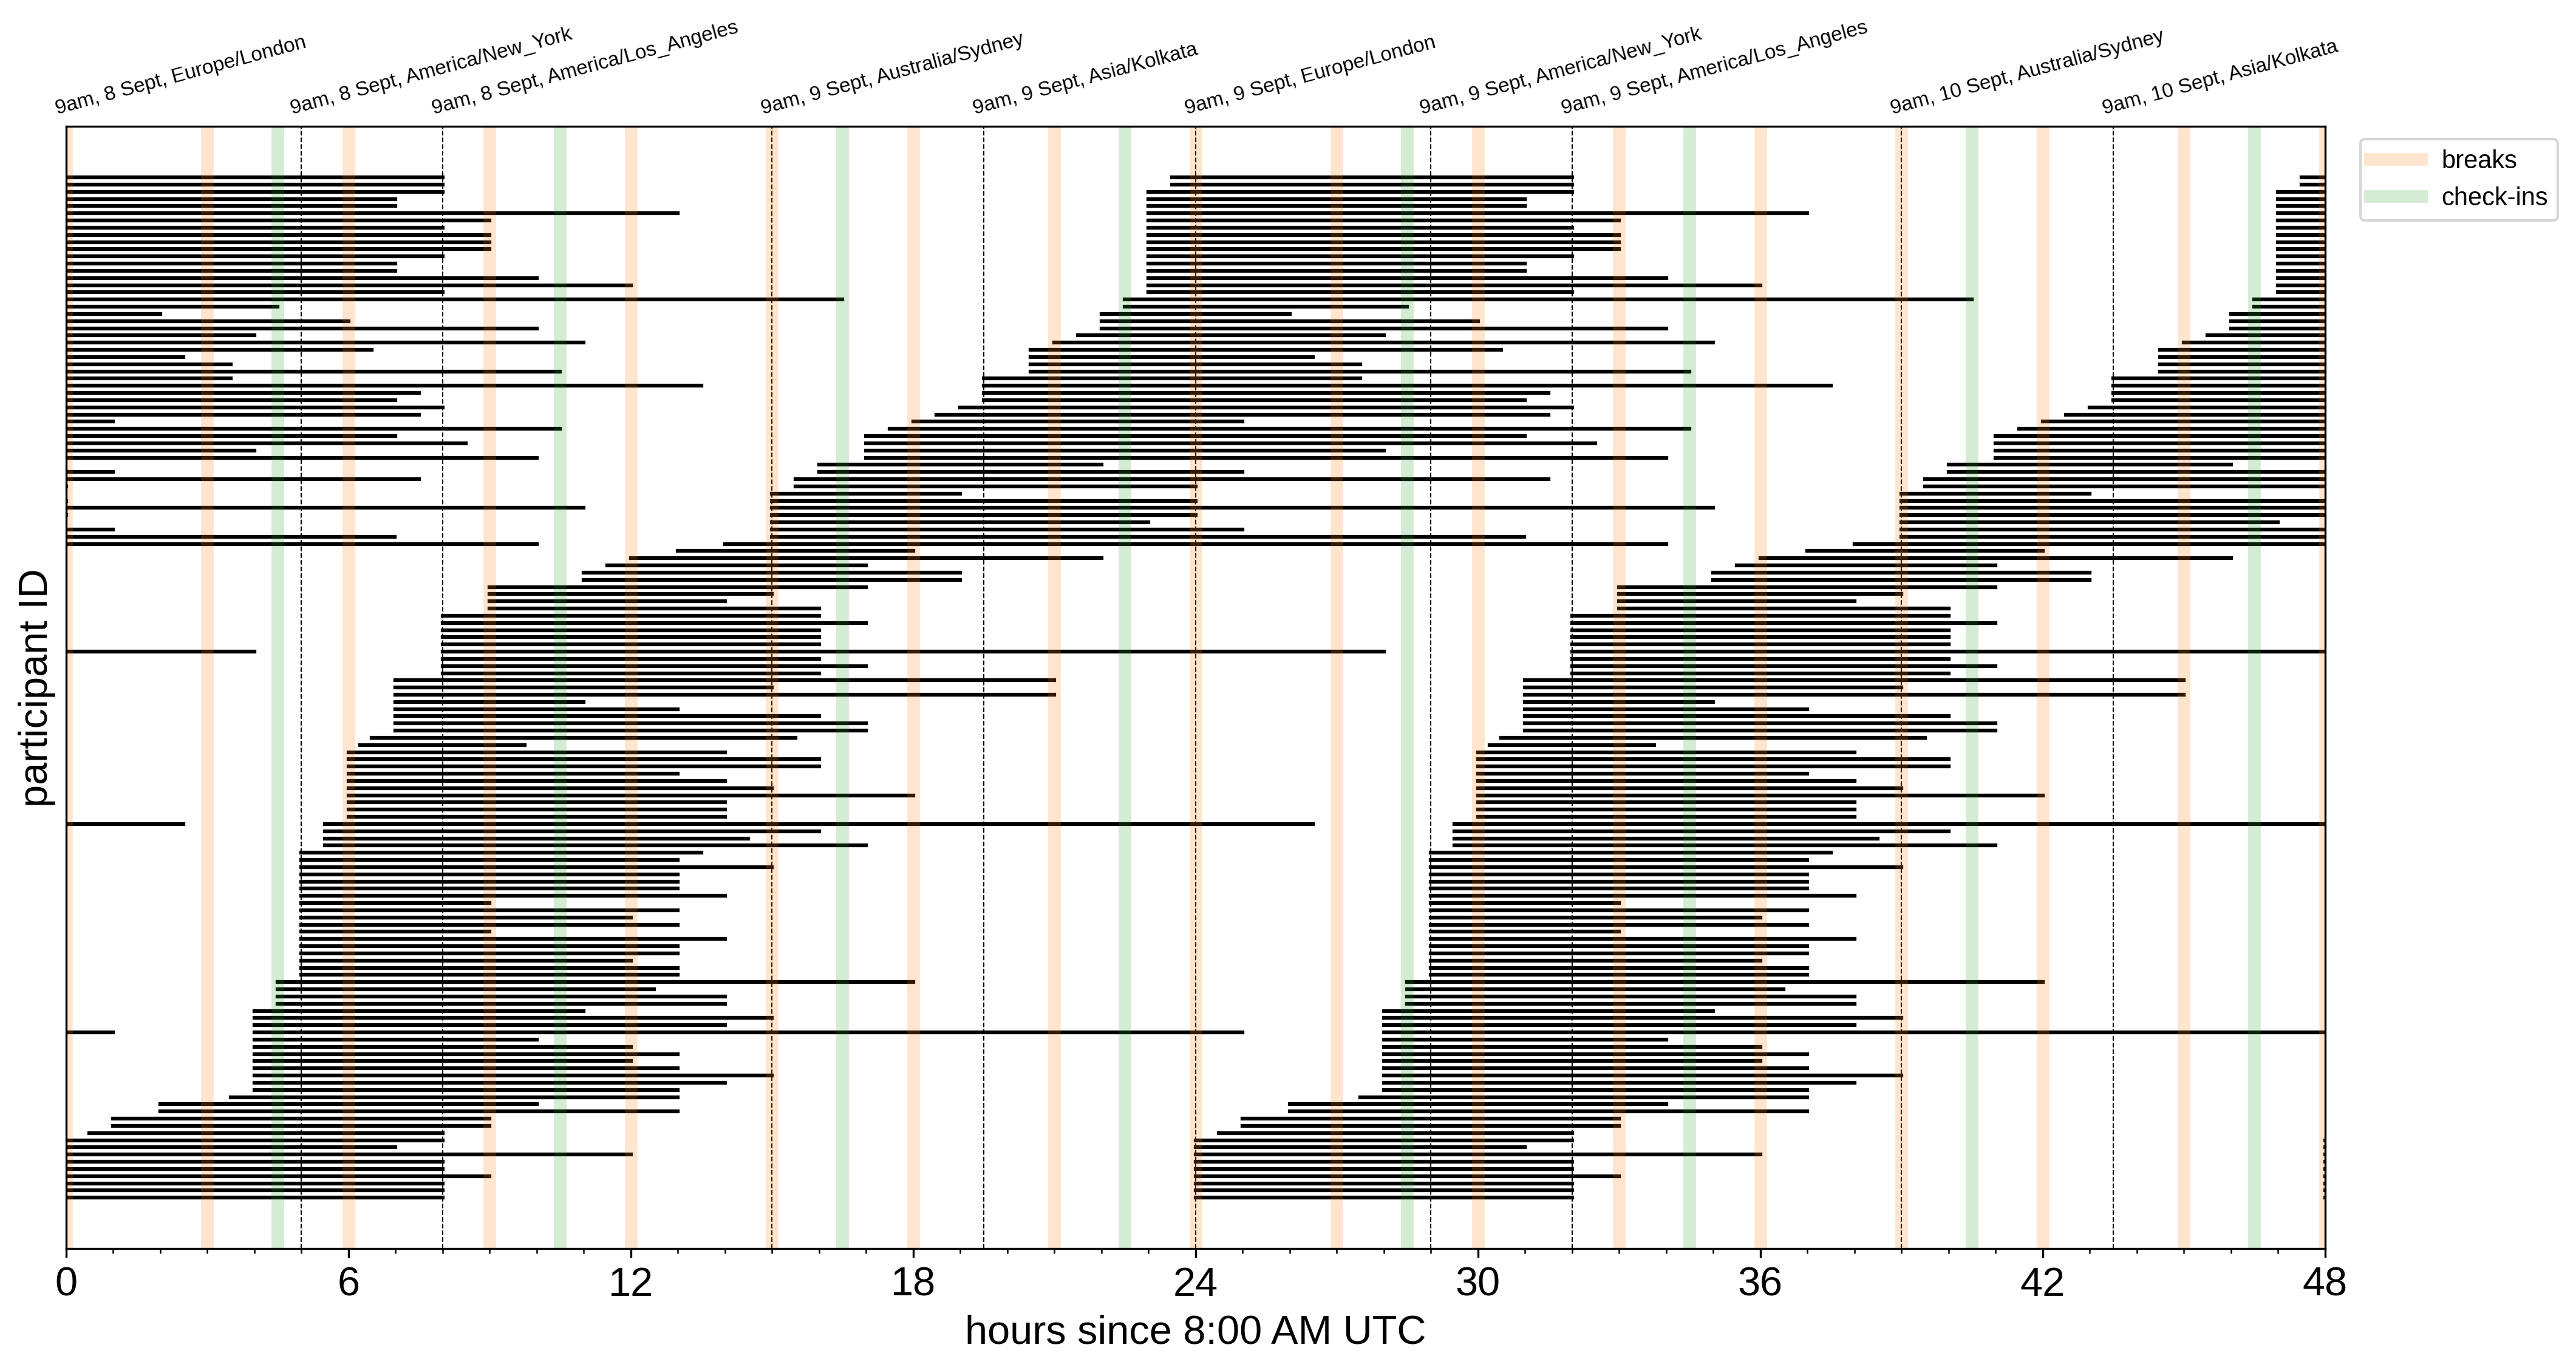 9am, 8 Sept, Europe/London
9am, 8 Sept, America/New_York
9am, 8 Sept, America/Los_Angeles
9am, 9 Sept, Australia/Sydney
9am, 9 Sept, Asia/Kolkata
9am, 9 Sept, Europe/London
9am, 9 Sept, America/New_York
9am, 9 Sept, America/Los_Angeles
9am, 10 Sept, Australia/Sydney
9am, 10 Sept, Asia/Kolkata
breaks
check-ins
participant ID
0 6 12 18 24 30 36 42 48
hours since 8:00 AM UTC